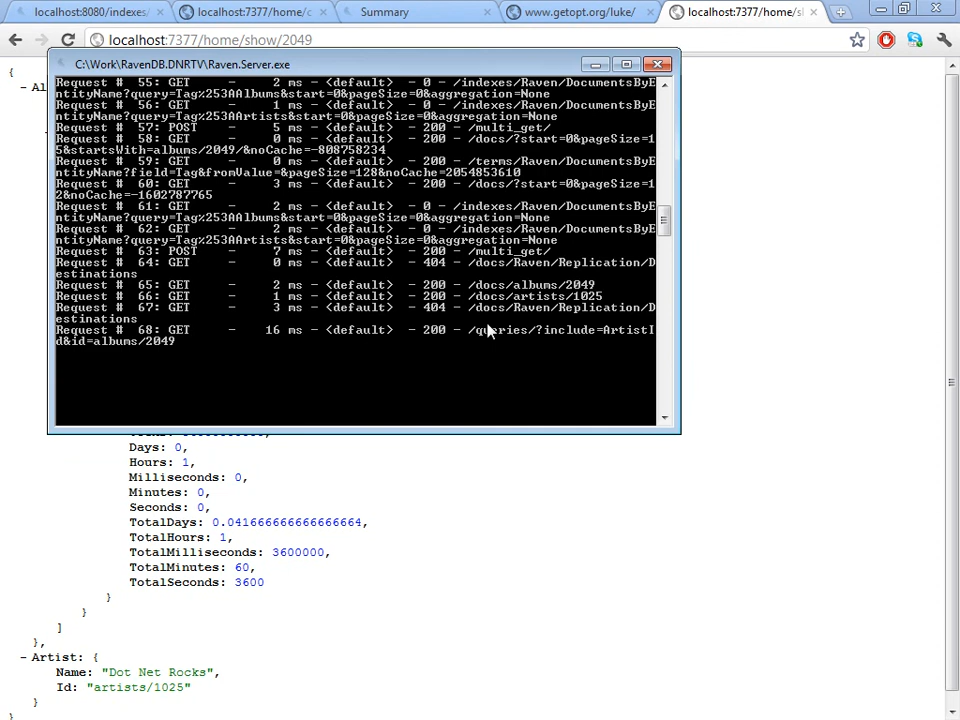 localhost:8080/indexes/
localhost:7377/home/c
Summary
www.getopt.org/luke/
localhost:7377/home/sh
localhost:7377/home/show/2049
{
- Al
C:\Work\RavenDB.DNRTV\Raven.Server.exe
Request # 55: GET - 2 ms - <default> - 0 - /indexes/Raven/DocumentsByE
ntityName?query=Tag%253AAlbums&start=0&pageSize=0&aggregation=None
Request # 56: GET - 1 ms - <default> - 0 - /indexes/Raven/DocumentsByE
ntityName?query=Tag%253AArtists&start=0&pageSize=0&aggregation=None
Request # 57: POST - 5 ms - <default> - 200 - /multi_get/
Request # 58: GET - 0 ms - <default> - 200 - /docs/?start=0&pageSize=1
5&startsWith=albums/2049/&noCache=-808758234
Request # 59: GET - 0 ms - <default> - 200 - /terms/Raven/DocumentsByE
ntityName?field=Tag&fromValue=&pageSize=128&noCache=2054853610
Request # 60: GET - 3 ms - <default> - 200 - /docs/?start=0&pageSize=1
2&noCache=-1602787765
Request # 61: GET - 2 ms - <default> - 0 - /indexes/Raven/DocumentsByE
ntityName?query=Tag%253AAlbums&start=0&pageSize=0&aggregation=None
Request # 62: GET - 2 ms - <default> - 0 - /indexes/Raven/DocumentsByE
ntityName?query=Tag%253AArtists&start=0&pageSize=0&aggregation=None
Request # 63: POST - 7 ms - <default> - 200 - /multi_get/
Request # 64: GET - 0 ms - <default> - 404 - /docs/Raven/Replication/D
estinations
Request # 65: GET - 2 ms - <default> - 200 - /docs/albums/2049
Request # 66: GET - 1 ms - <default> - 200 - /docs/artists/1025
Request # 67: GET - 3 ms - <default> - 404 - /docs/Raven/Replication/D
estinations
Request # 68: GET - 16 ms - <default> - 200 - /queries/?include=ArtistI
d&id=albums/2049
Days: 0,
Hours: 1,
Milliseconds: 0,
Minutes: 0,
Seconds: 0,
TotalDays: 0.041666666666666664,
TotalHours: 1,
TotalMilliseconds: 3600000,
TotalMinutes: 60,
TotalSeconds: 3600
}
}
]
},
- Artist: {
Name: "Dot Net Rocks",
Id: "artists/1025"
}
}